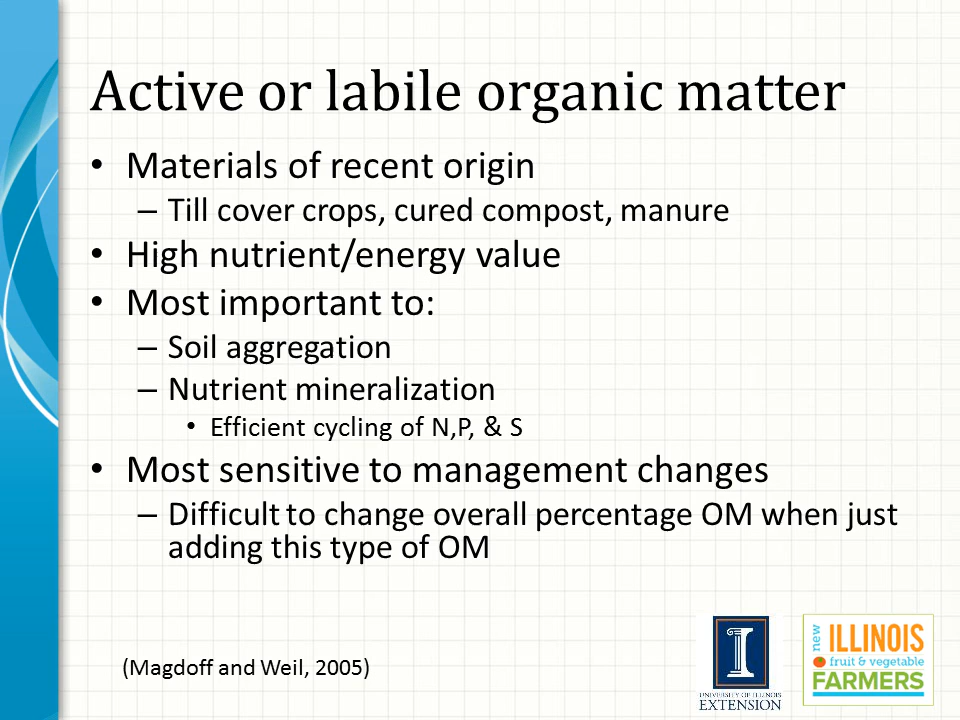 Active or labile organic matter
• Materials of recent origin
– Till cover crops, cured compost, manure
• High nutrient/energy value
• Most important to:
– Soil aggregation
– Nutrient mineralization
• Efficient cycling of N,P, & S
• Most sensitive to management changes
– Difficult to change overall percentage OM when just
adding this type of OM
(Magdoff and Weil, 2005)
I
UNIVERSITY OF ILLINOIS
EXTENSION
new
ILLINOIS
fruit & vegetable
FARMERS